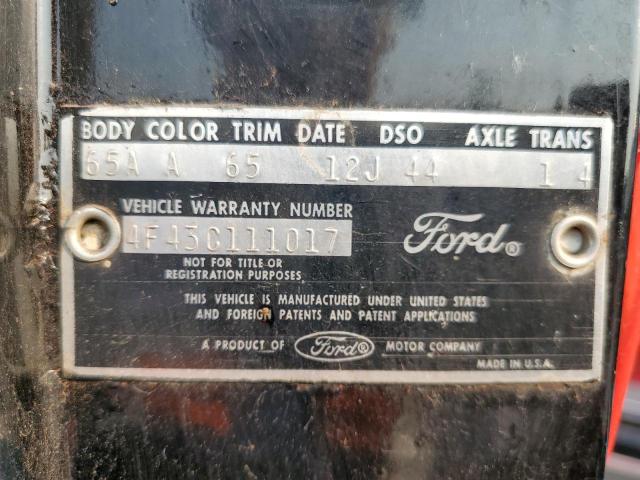 BODY COLOR TRIM DATE DSO AXLE TRANS
65A A 65 12J 44 1 4
VEHICLE WARRANTY NUMBER
4F43C111017
Ford®
NOT FOR TITLE OR
REGISTRATION PURPOSES
THIS VEHICLE IS MANUFACTURED UNDER UNITED STATES
AND FOREIGN PATENTS AND PATENT APPLICATIONS
A PRODUCT OF Ford® MOTOR COMPANY
MADE IN U.S.A.